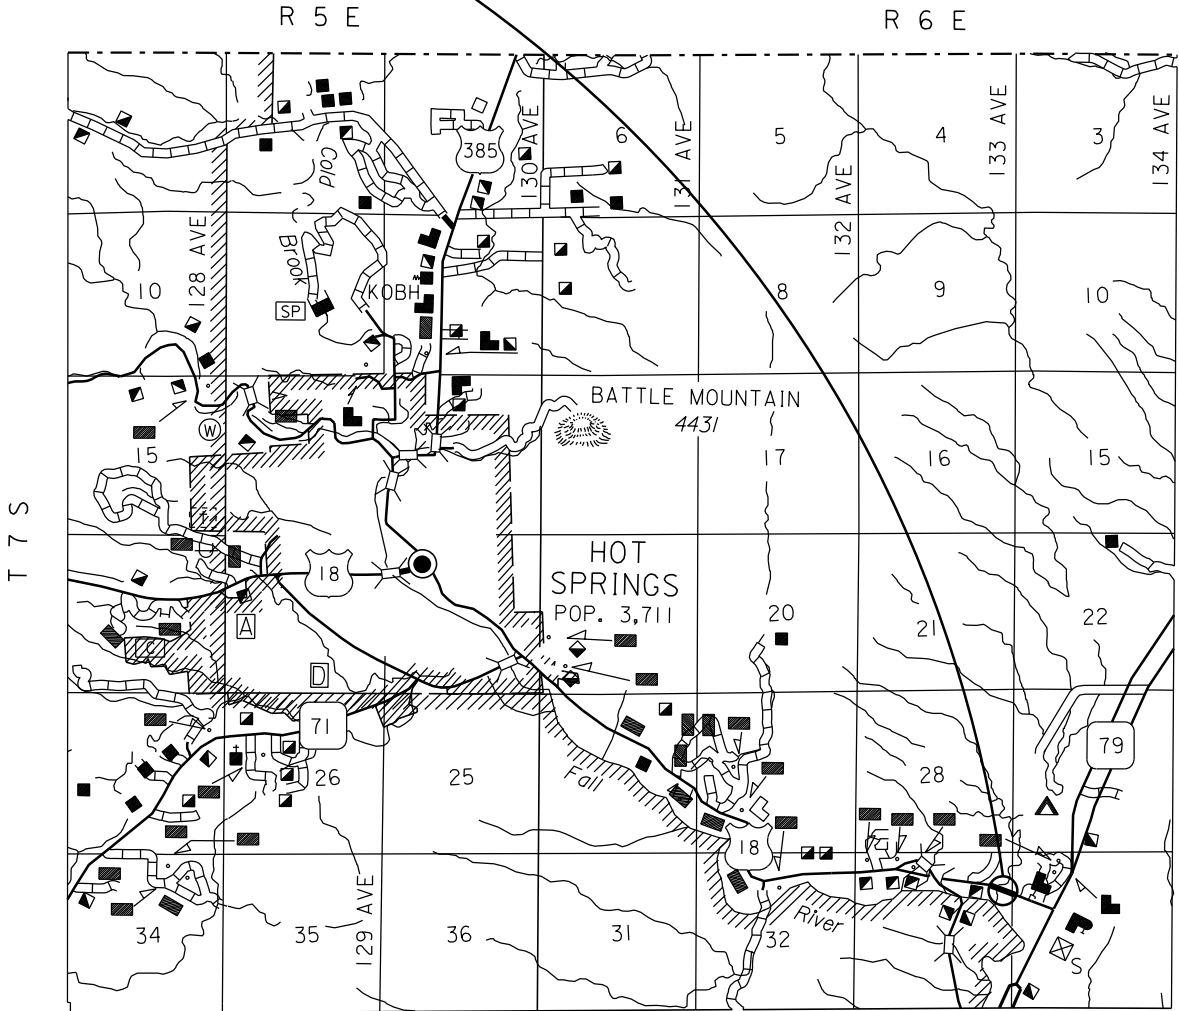 R 5 E
R 6 E
T 7 S
6
5
4
3
385
130 AVE
131 AVE
132 AVE
133 AVE
134 AVE
128 AVE
Cold
Brook
10
SP
KOBH
8
9
10
BATTLE MOUNTAIN
4431
W
15
17
16
15
F
18
HOT
SPRINGS
POP. 3,711
20
21
22
A
C
D
71
79
26
25
Fall
28
18
129 AVE
34
35
36
31
32
River
S